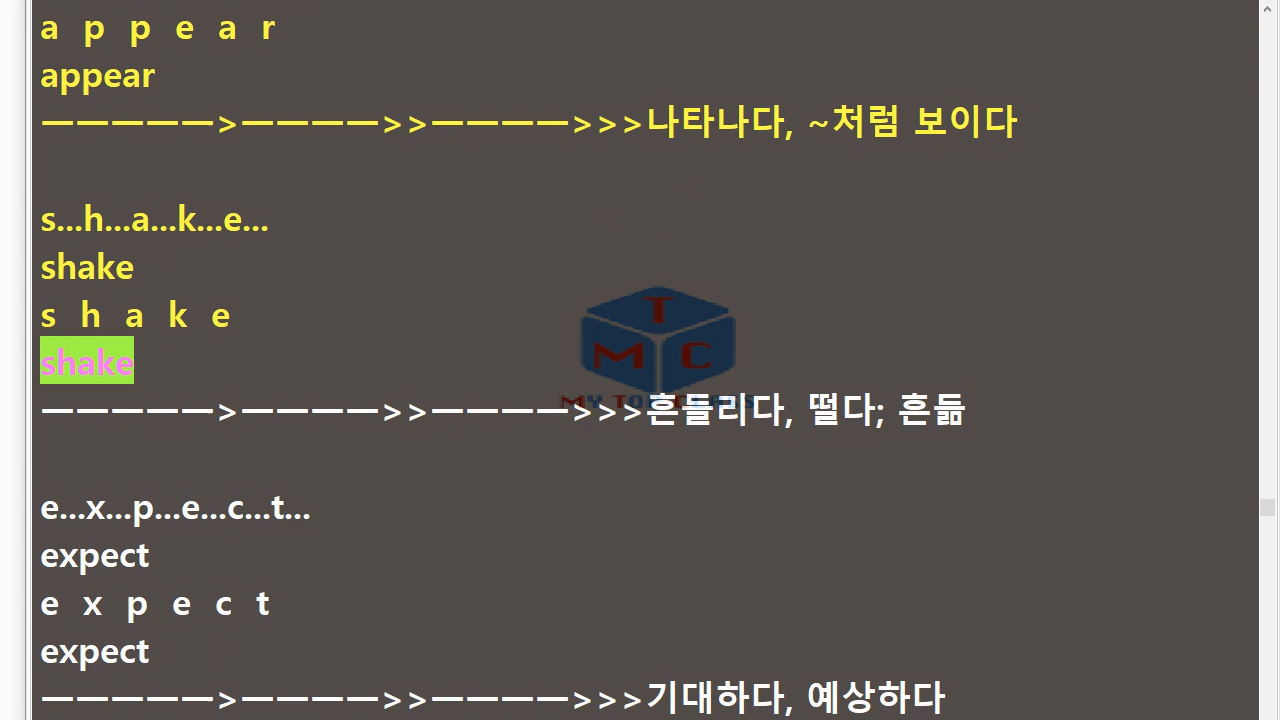 a p p e a r
appear
—————>————>>————>>>나타나다, ~처럼 보이다
s...h...a...k...e...
shake
s h a k e
shake
—————>————>>————>>>흔들리다, 떨다; 흔듦
e...x...p...e...c...t...
expect
e x p e c t
expect
—————>————>>————>>>기대하다, 예상하다
T
M C